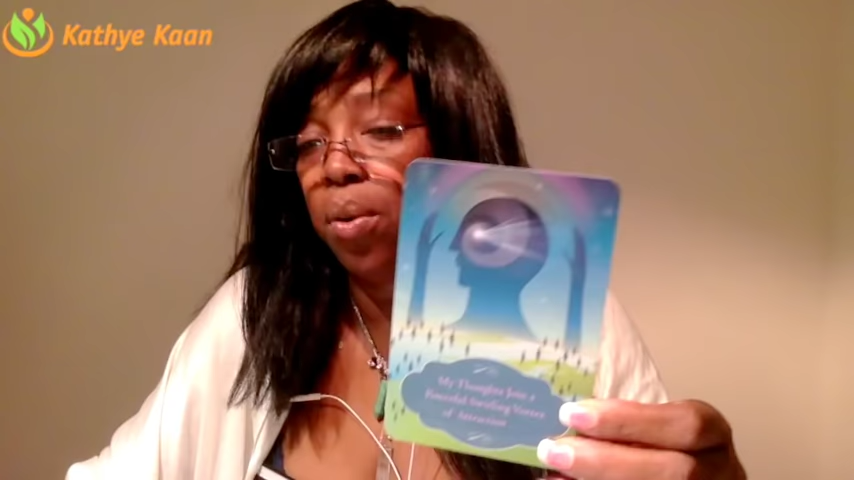 Kathye Kaan
My Thoughts Join a
Powerful Swirling Vortex
of Attraction